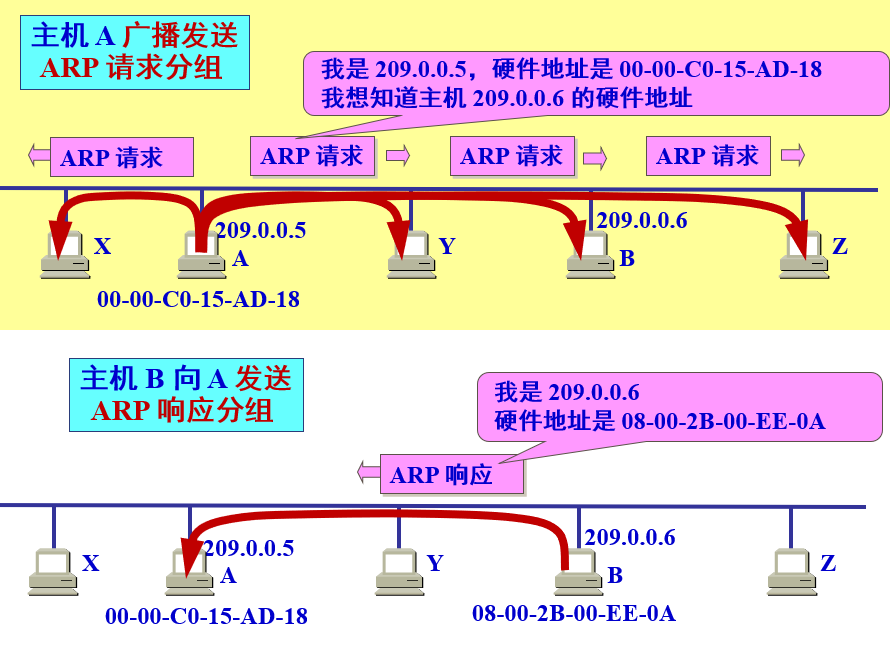 主机 A 广播发送
ARP 请求分组
我是 209.0.0.5，硬件地址是 00-00-C0-15-AD-18
我想知道主机 209.0.0.6 的硬件地址
ARP 请求
ARP 请求
ARP 请求
ARP 请求
209.0.0.5
209.0.0.6
X
A
Y
B
Z
00-00-C0-15-AD-18
主机 B 向 A 发送
ARP 响应分组
我是 209.0.0.6
硬件地址是 08-00-2B-00-EE-0A
ARP 响应
209.0.0.5
209.0.0.6
X
A
Y
B
Z
00-00-C0-15-AD-18
08-00-2B-00-EE-0A